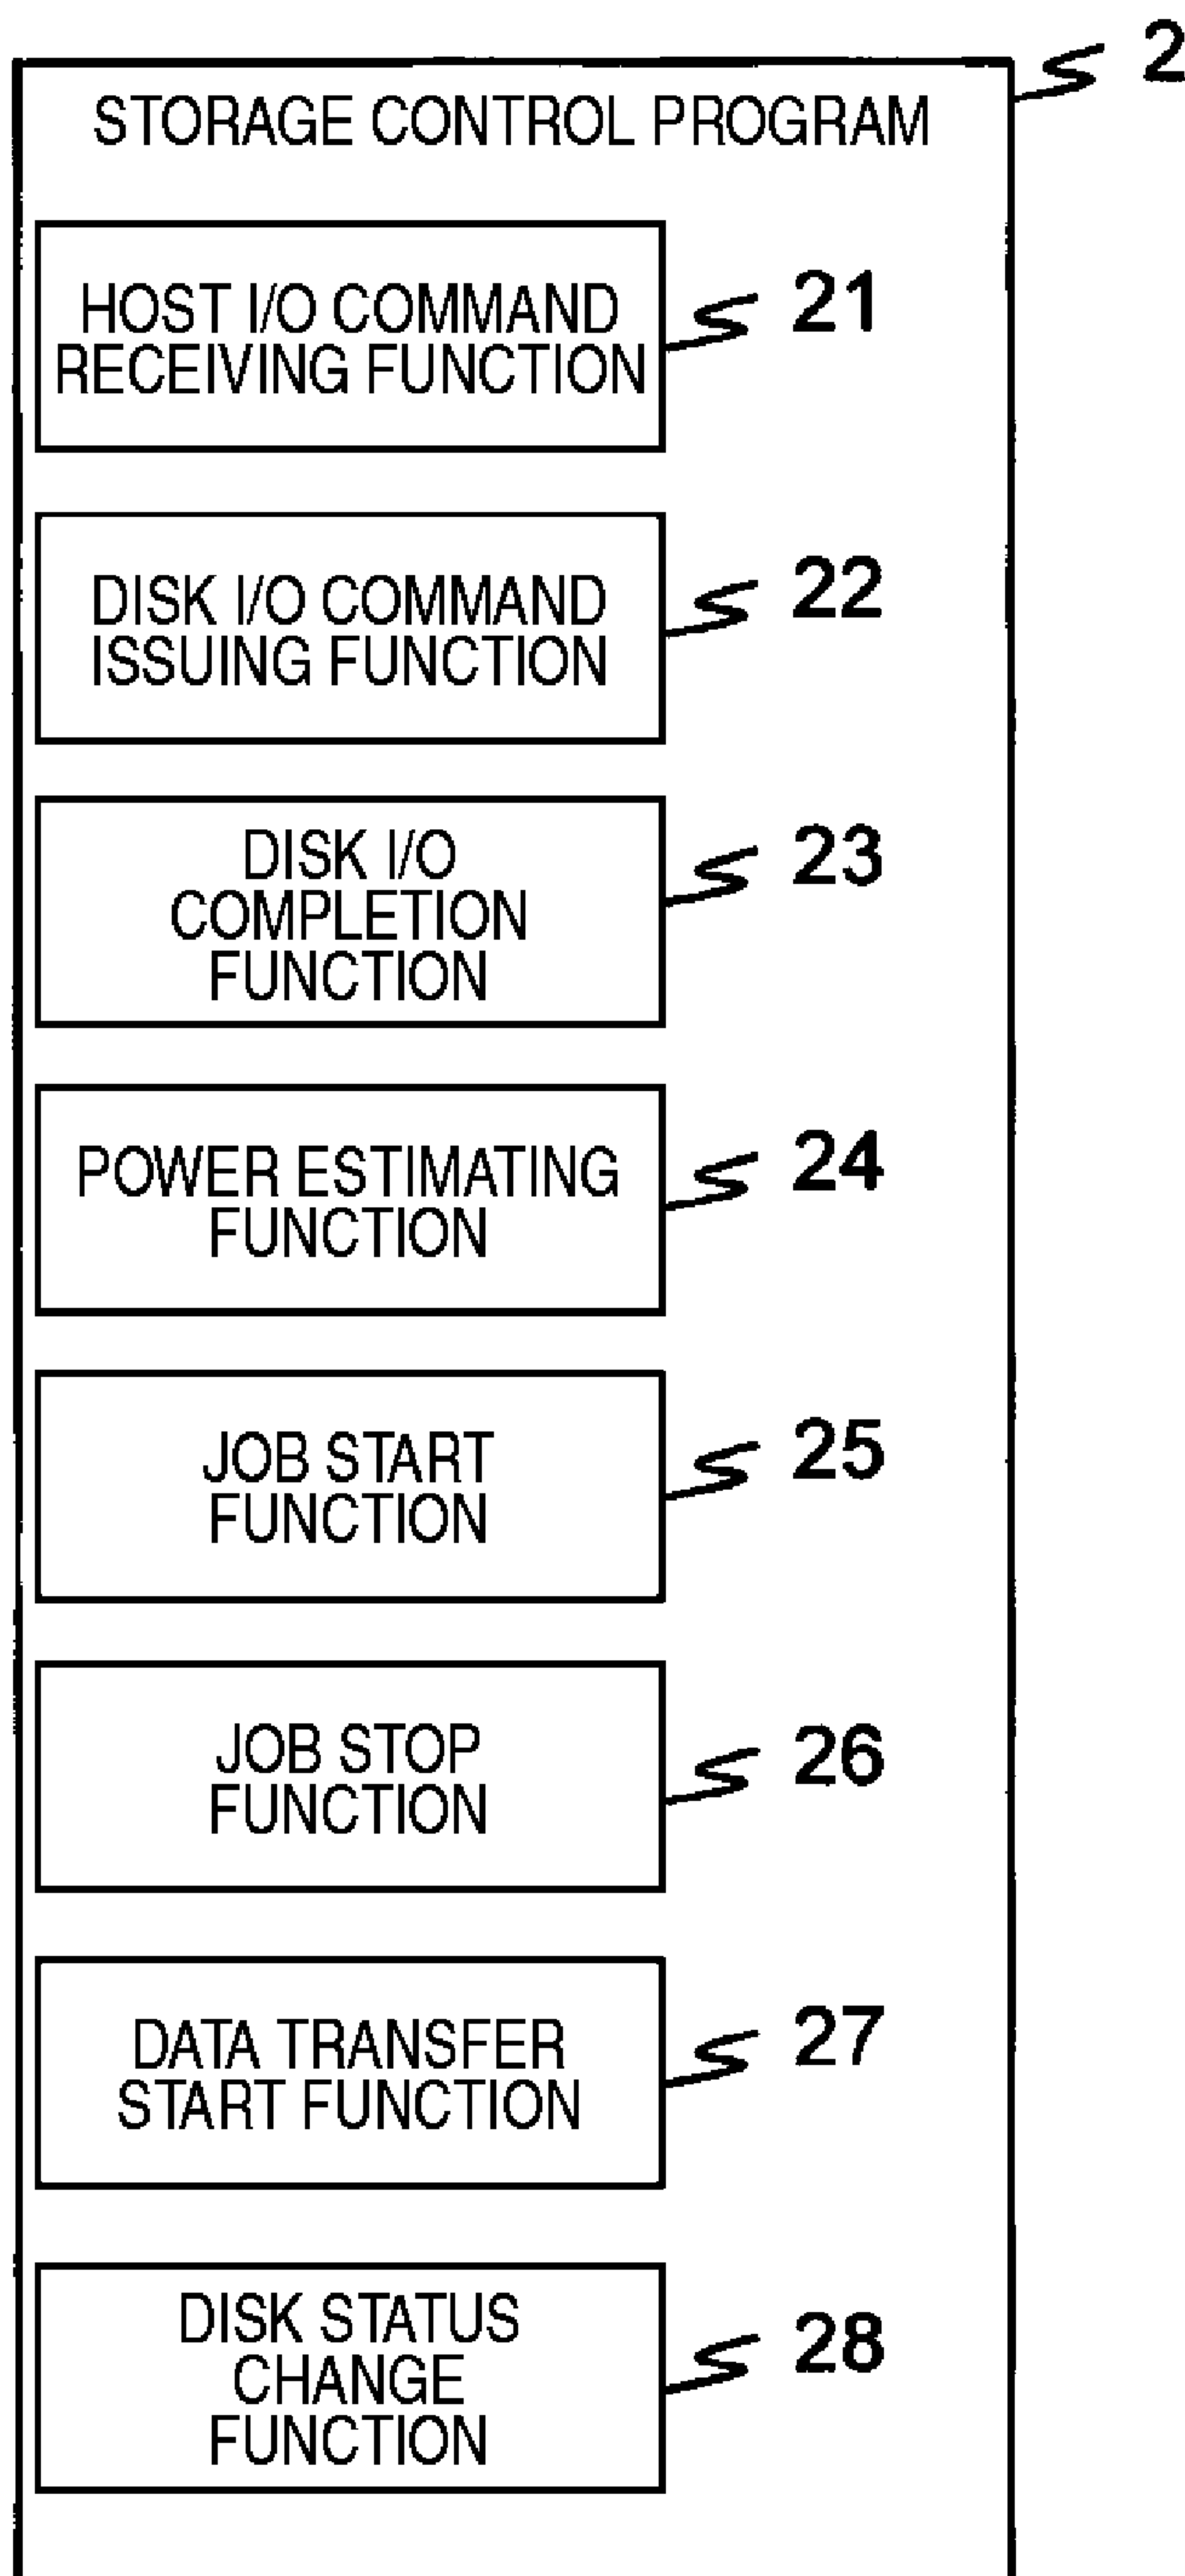 2
STORAGE CONTROL PROGRAM
HOST I/O COMMAND
RECEIVING FUNCTION
21
DISK I/O COMMAND
ISSUING FUNCTION
22
DISK I/O
COMPLETION
FUNCTION
23
POWER ESTIMATING
FUNCTION
24
JOB START
FUNCTION
25
JOB STOP
FUNCTION
26
DATA TRANSFER
START FUNCTION
27
DISK STATUS
CHANGE
FUNCTION
28